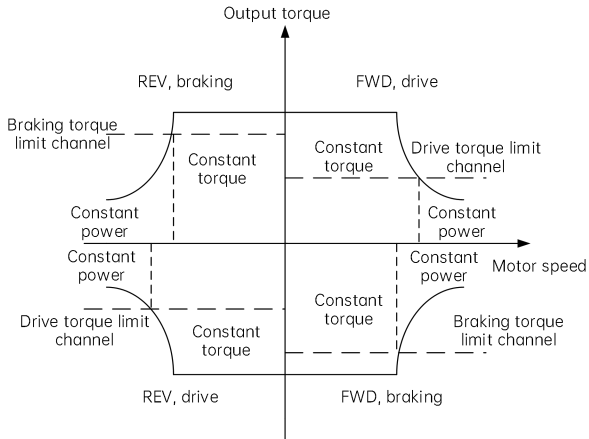 Output torque
REV, braking
FWD, drive
Braking torque
limit channel
Constant
torque
Constant
torque
Drive torque limit
channel
Constant
power
Constant
power
Constant
power
Constant
power
Motor speed
Drive torque limit
channel
Constant
torque
Constant
torque
Braking torque
limit channel
REV, drive
FWD, braking